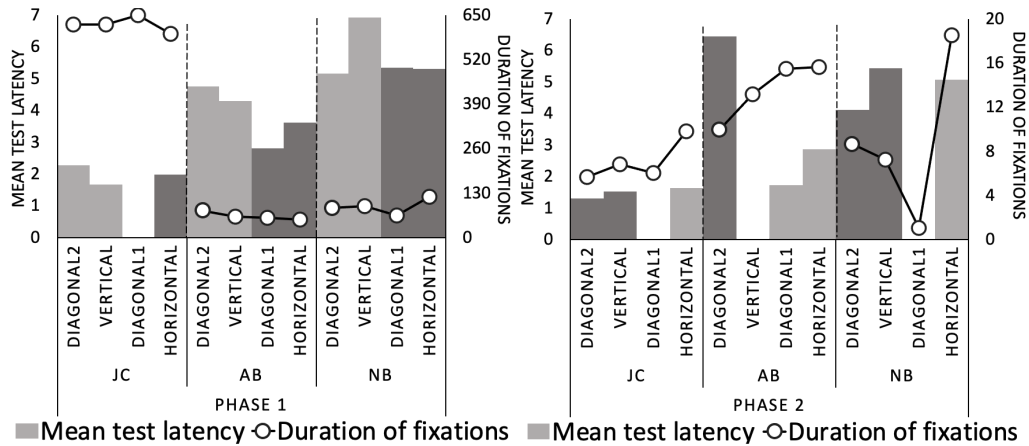 MEAN TEST LATENCY
7
6
5
4
3
2
1
0
650
520
390
260
130
0
DURATION OF FIXATIONS
DIAGONAL2
VERTICAL
DIAGONAL1
HORIZONTAL
DIAGONAL2
VERTICAL
DIAGONAL1
HORIZONTAL
DIAGONAL2
VERTICAL
DIAGONAL1
HORIZONTAL
JC AB NB
PHASE 1
Mean test latency Duration of fixations
MEAN TEST LATENCY
7
6
5
4
3
2
1
0
20
16
12
8
4
0
DURATION OF FIXATIONS
DIAGONAL2
VERTICAL
DIAGONAL1
HORIZONTAL
DIAGONAL2
VERTICAL
DIAGONAL1
HORIZONTAL
DIAGONAL2
VERTICAL
DIAGONAL1
HORIZONTAL
JC AB NB
PHASE 2
Mean test latency Duration of fixations